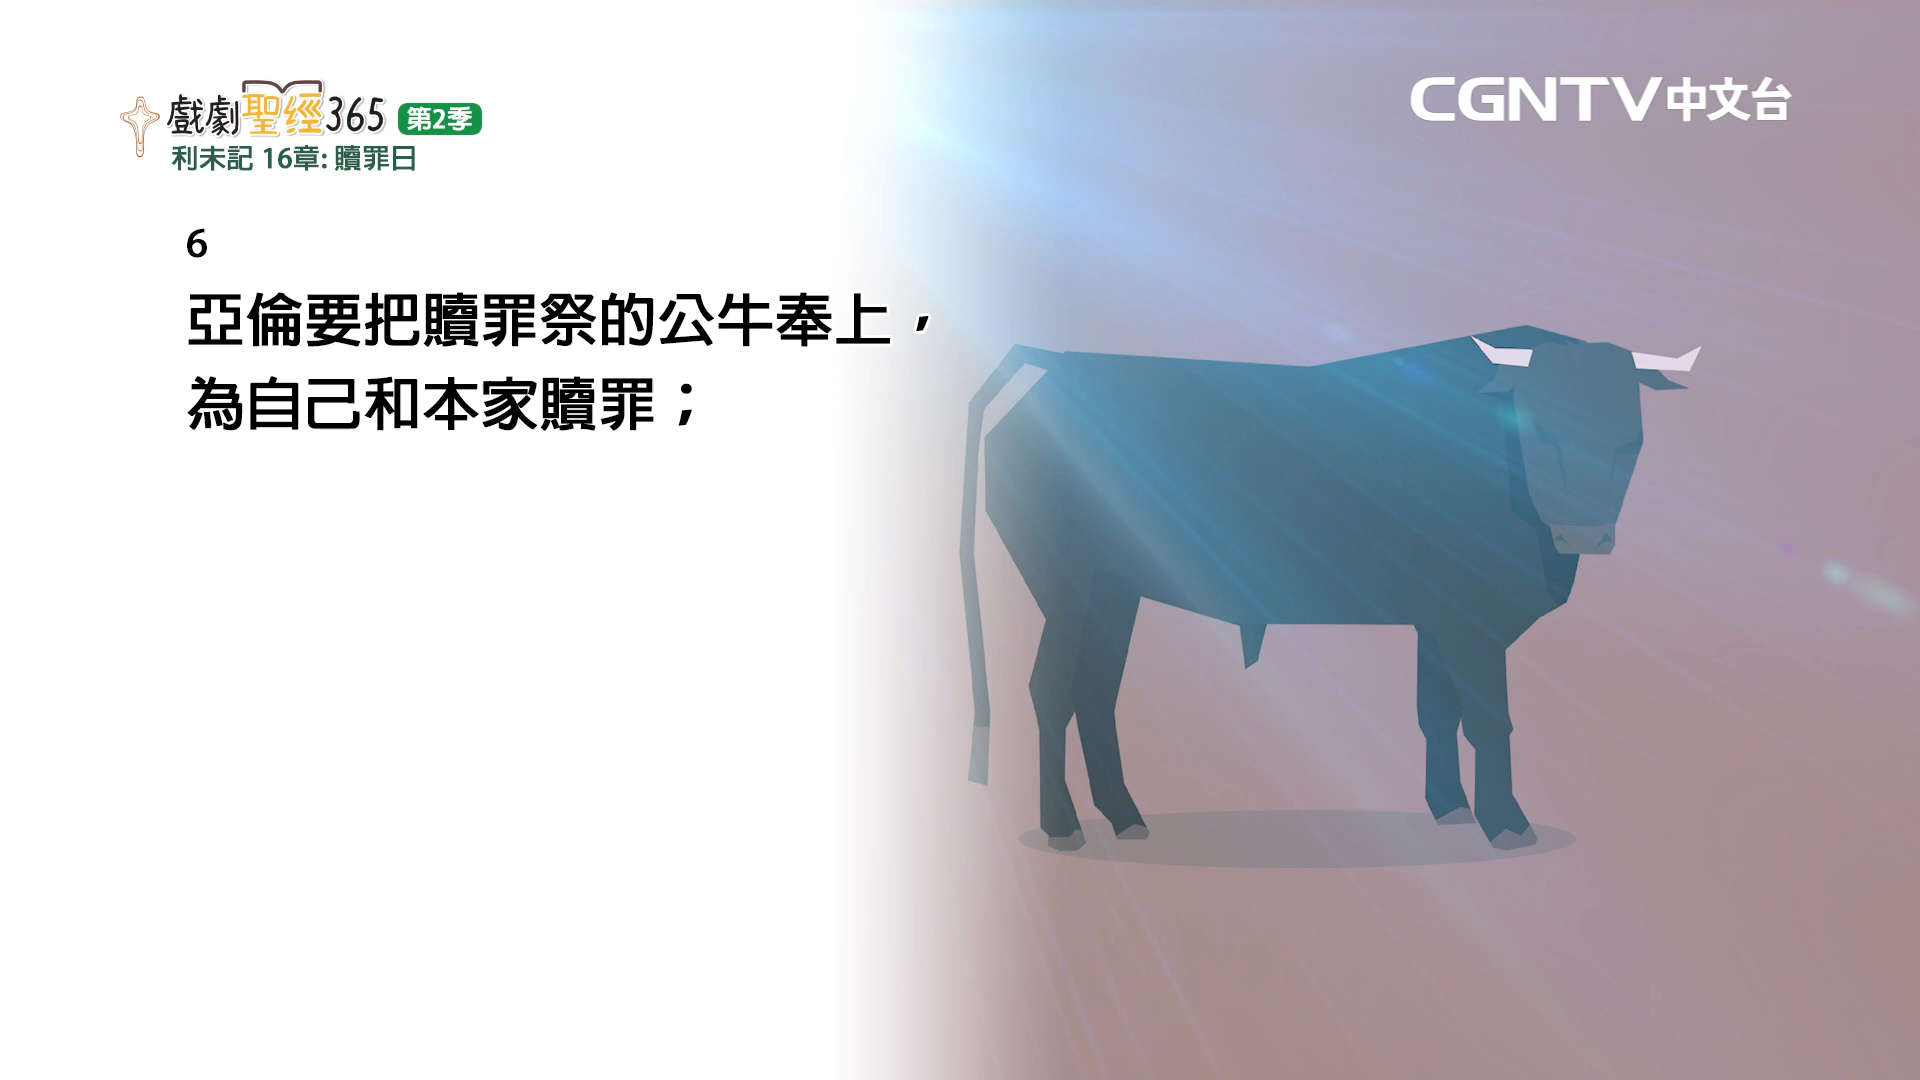 戲劇聖經365 第2季
利未記 16章: 贖罪日
CGNTV中文台
6
亞倫要把贖罪祭的公牛奉上，
為自己和本家贖罪；